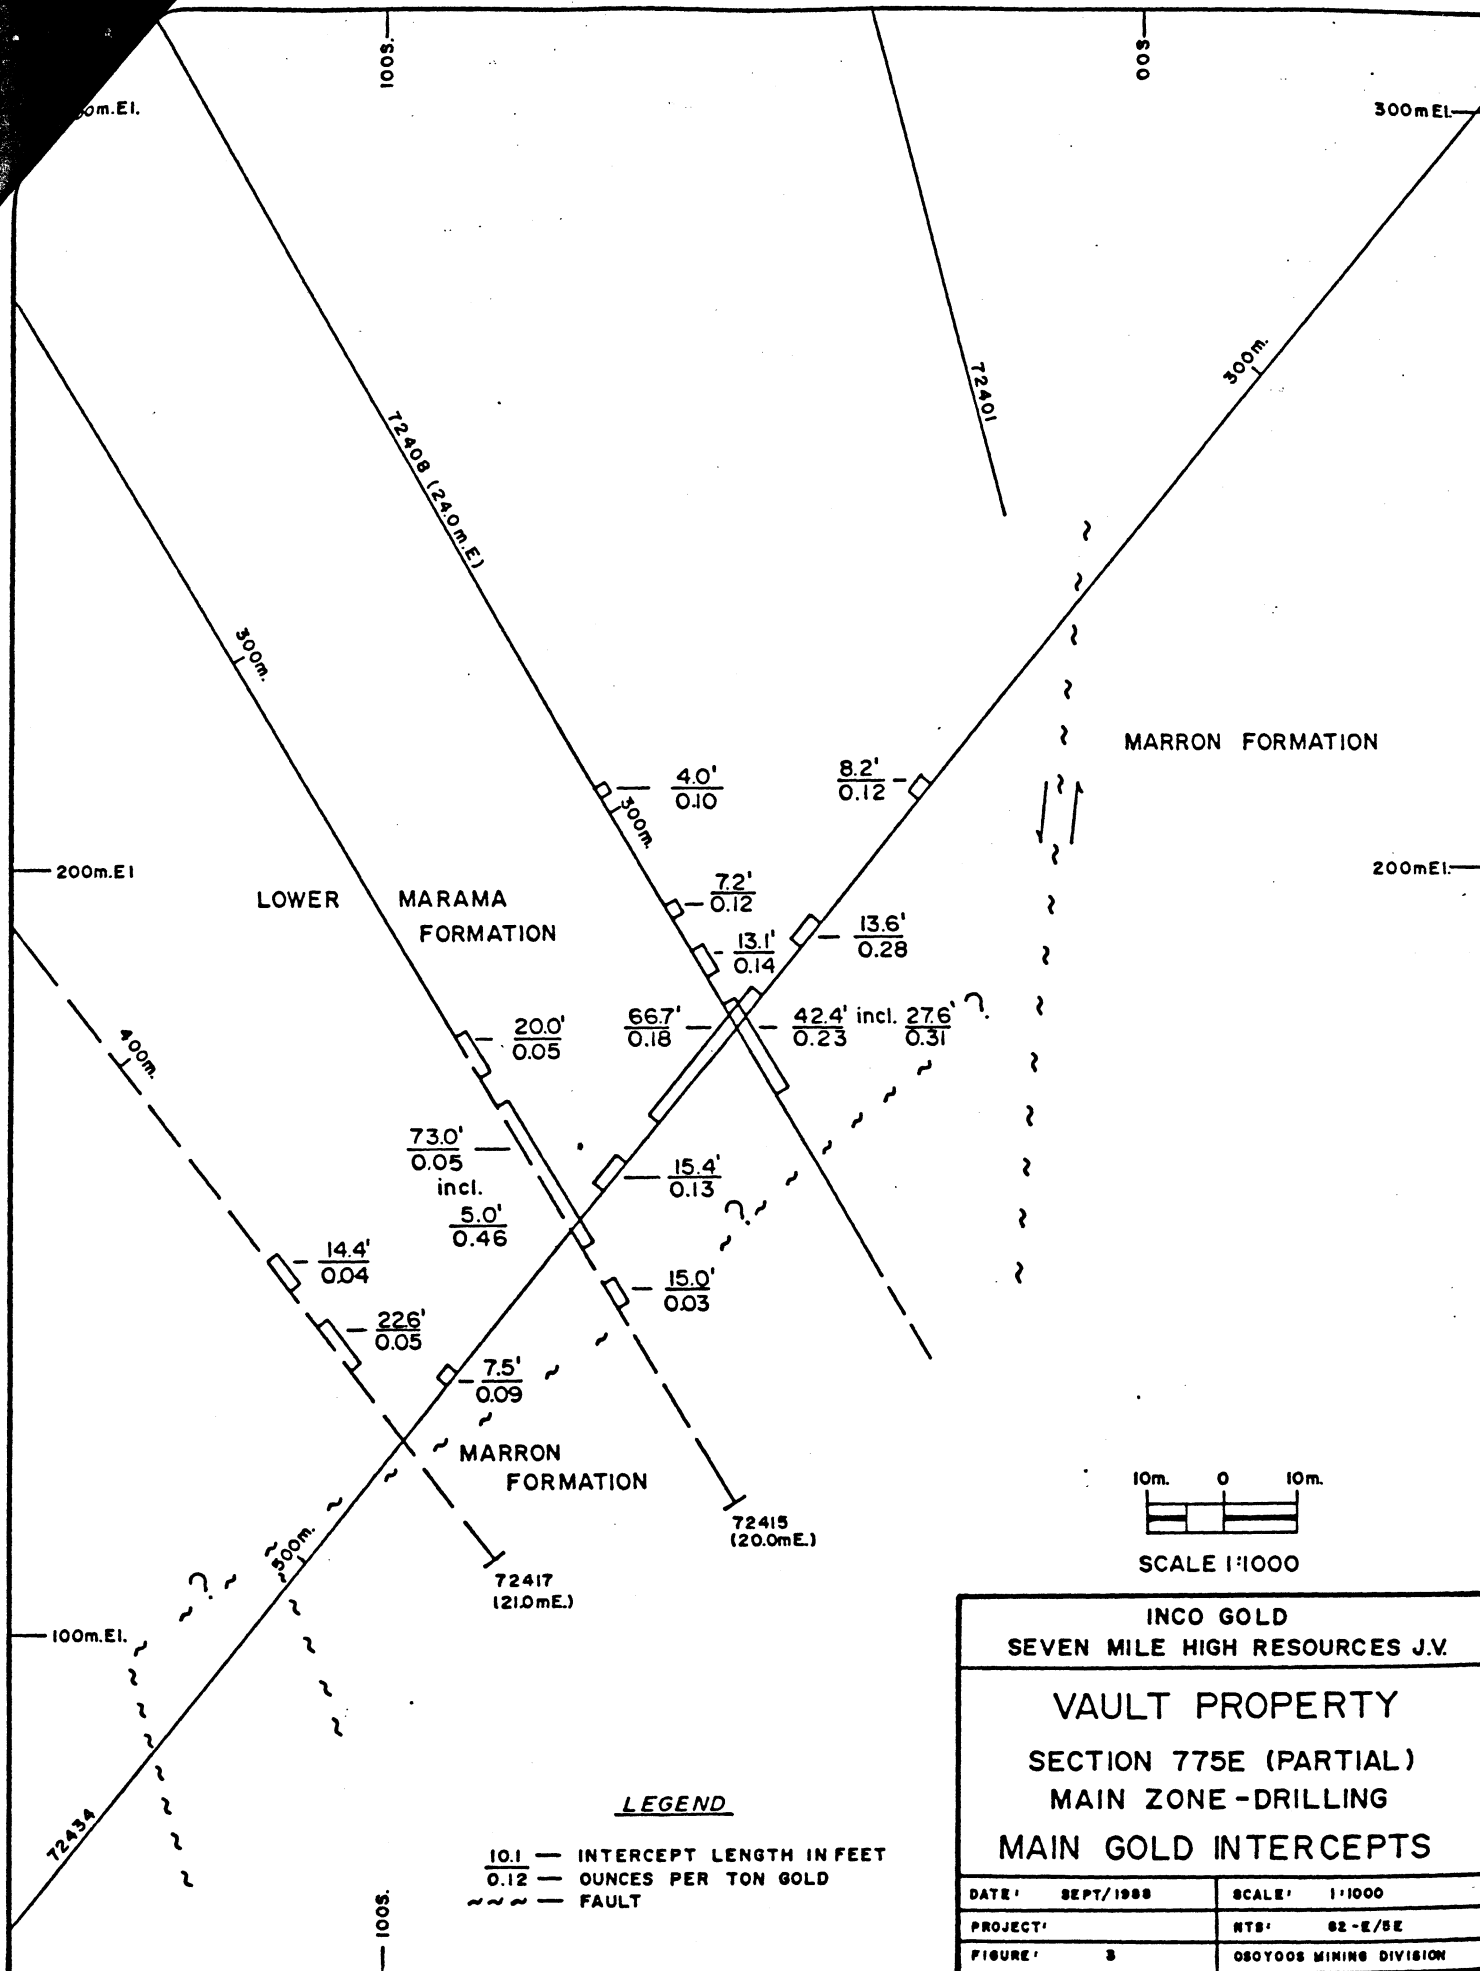 100S.
00S
0m.El.
300m El.
72401
300m.
72408 (24.0m.E)
300m.
MARRON FORMATION
4.0'
0.10
8.2'
0.12
300m.
200m.El
200mEl.
LOWER MARAMA
FORMATION
7.2'
0.12
13.1'
0.14
13.6'
0.28
66.7'
0.18
42.4' incl. 27.6'
0.23 0.31
?
20.0'
0.05
400m.
73.0'
0.05
incl.
5.0'
0.46
15.4'
0.13
?
14.4'
0.04
15.0'
0.03
22.6'
0.05
7.5'
0.09
MARRON
FORMATION
10m. 0 10m.
SCALE 1:1000
72415
(20.0mE.)
500m.
72417
(21.0mE.)
?
100m.El.
72434
100S.
LEGEND
10.1 — INTERCEPT LENGTH IN FEET
0.12 — OUNCES PER TON GOLD
~~~ — FAULT
INCO GOLD
SEVEN MILE HIGH RESOURCES J.V.
VAULT PROPERTY
SECTION 775E (PARTIAL)
MAIN ZONE-DRILLING
MAIN GOLD INTERCEPTS
DATE: SEPT/1988 SCALE: 1:1000
PROJECT: NTS: 82-E/5E
FIGURE: 3 OSOYOOS MINING DIVISION